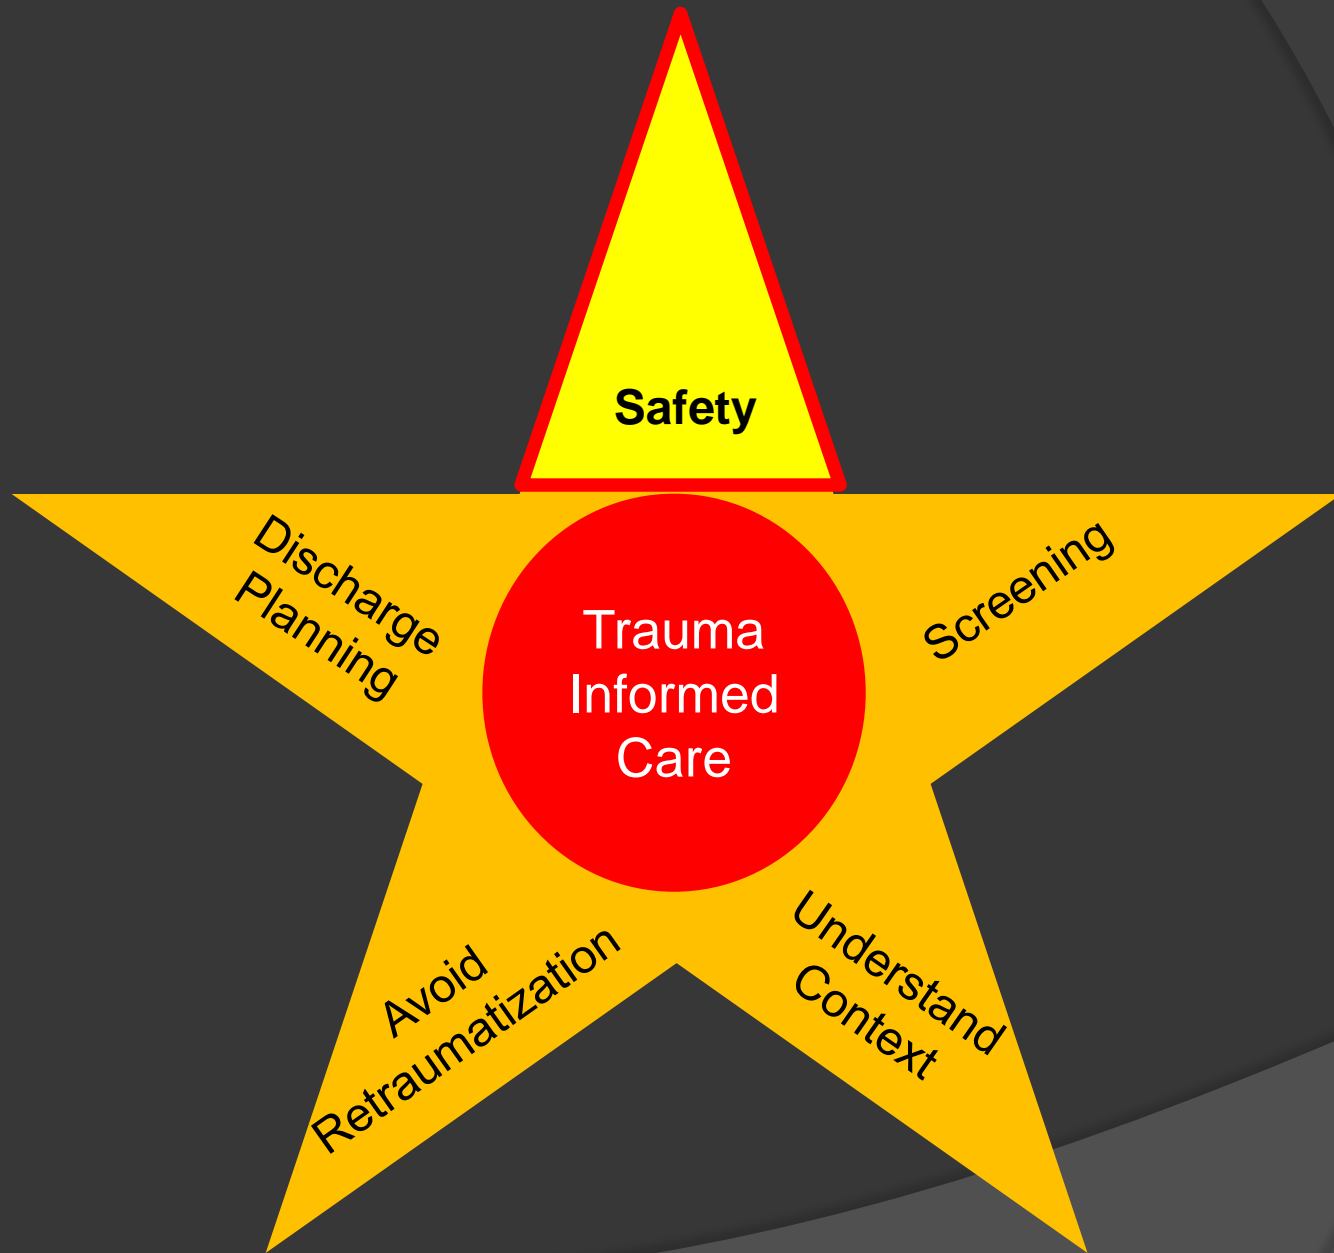 Safety
Discharge
Planning
Trauma
Informed
Care
Screening
Avoid
Retraumatization
Understand
Context